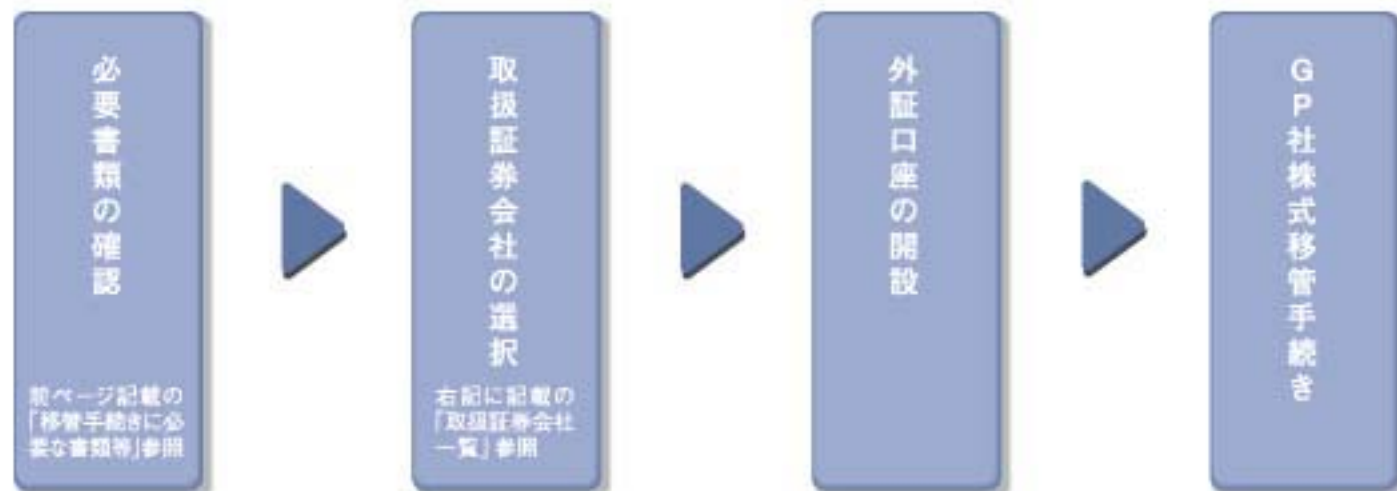 必要書類の確認
前ページ記載の
「移管手続きに必
要な書類等」参照
取扱証券会社の選択
右記に記載の
「取扱証券会社
一覧」参照
外証口座の開設
GP社株式移管手続き